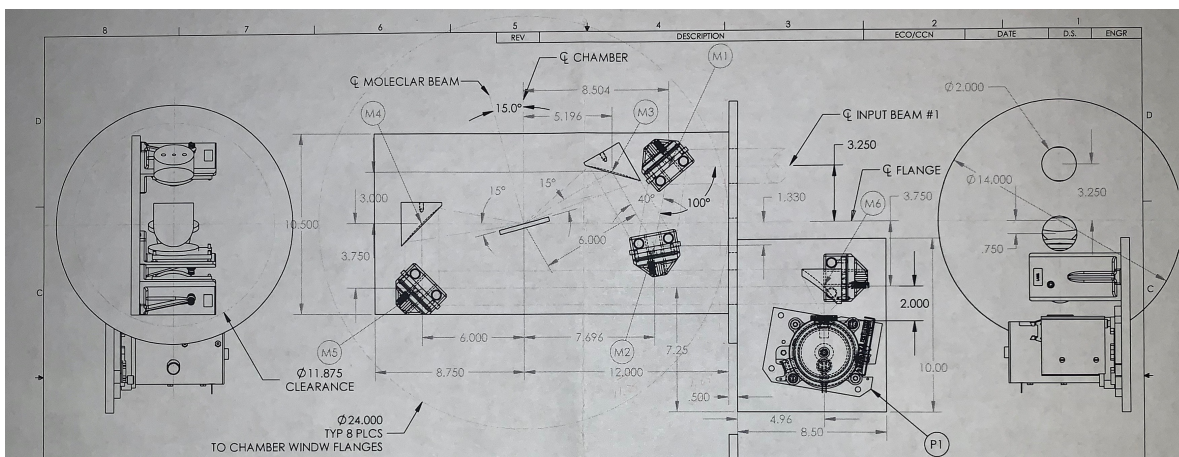 8 7 6 5 4 3 2 1
REV DESCRIPTION ECO/CCN DATE D.S. ENGR
℄ CHAMBER
M1
℄ MOLECLAR BEAM
8.504
Ø2.000
15.0°
M4
5.196
M3
℄ INPUT BEAM #1
D
D
3.250
℄ FLANGE
Ø14.000
15°
15°
3.000
40°
100°
1.330
M6
3.750
3.250
10.500
6.000
.750
3.750
C
C
2.000
6.000
7.696
7.25
M5
M2
Ø11.875
CLEARANCE
8.750
12.000
10.00
.500
4.96
Ø24.000
TYP 8 PLCS
TO CHAMBER WINDW FLANGES
8.50
P1